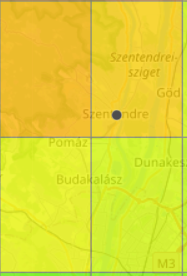 Szentendrei-
sziget
Göd
Szentendre
Pomáz
Dunakes
Budakalász
M3